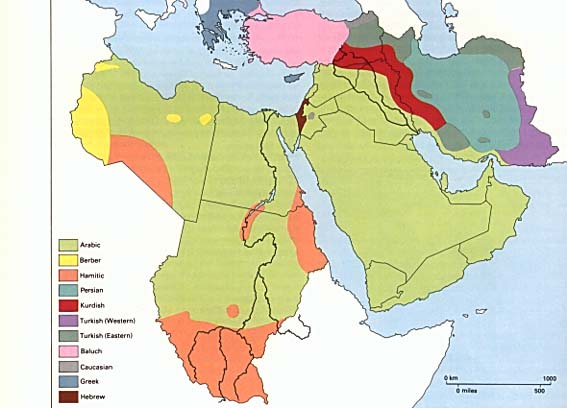 Arabic
Berber
Hamitic
Persian
Kurdish
Turkish (Western)
Turkish (Eastern)
Baluch
Caucasian
Greek
Hebrew
0 km 1000
0 miles 500